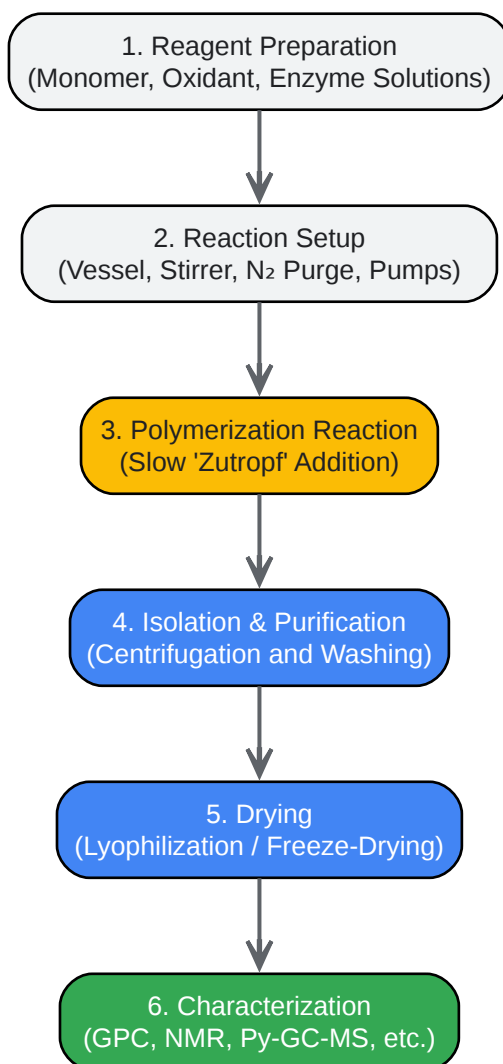 1. Reagent Preparation
(Monomer, Oxidant, Enzyme Solutions)
2. Reaction Setup
(Vessel, Stirrer, N₂ Purge, Pumps)
3. Polymerization Reaction
(Slow 'Zutropf' Addition)
4. Isolation & Purification
(Centrifugation and Washing)
5. Drying
(Lyophilization / Freeze-Drying)
6. Characterization
(GPC, NMR, Py-GC-MS, etc.)